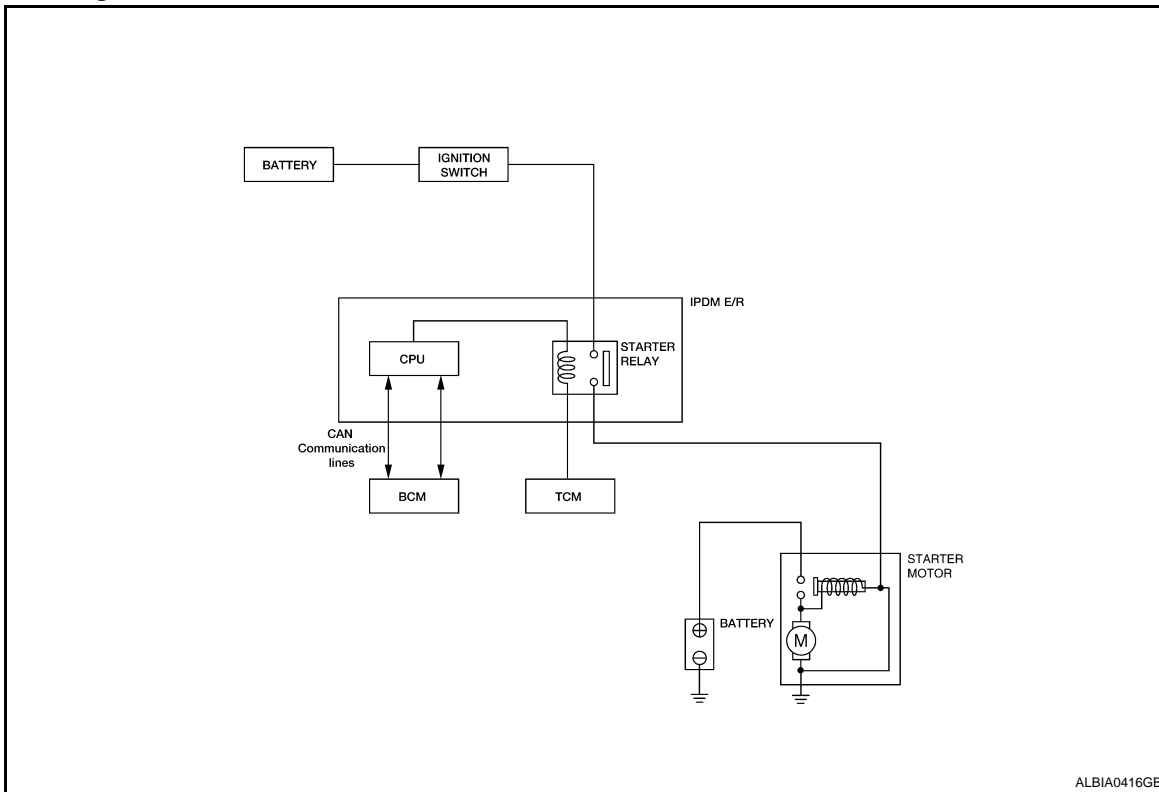 BATTERY
IGNITION
SWITCH
IPDM E/R
CPU
STARTER
RELAY
CAN
Communication
lines
BCM
TCM
STARTER
MOTOR
BATTERY
M
ALBIA0416GB